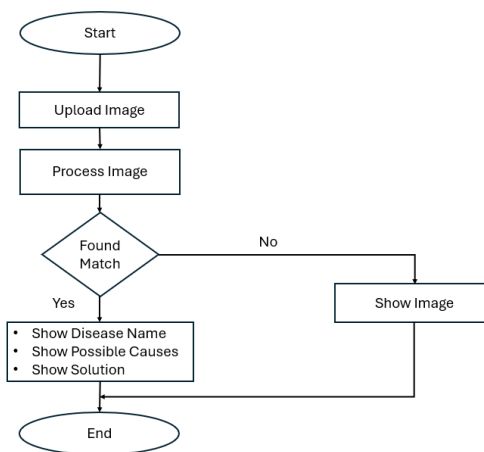 Start
Upload Image
Process Image
Found
Match
No
Yes
Show Image
• Show Disease Name
• Show Possible Causes
• Show Solution
End